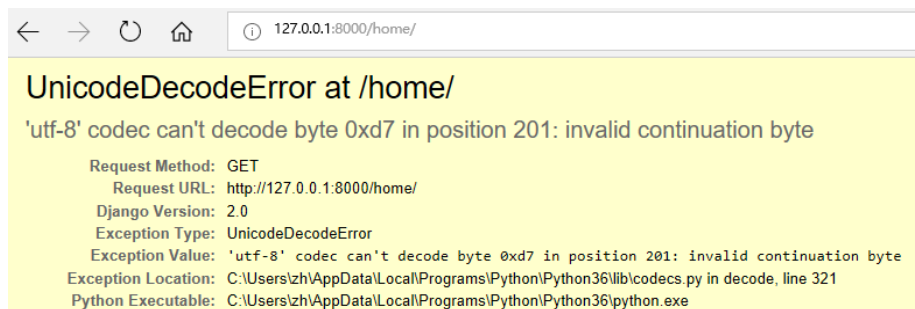 127.0.0.1:8000/home/
UnicodeDecodeError at /home/
'utf-8' codec can't decode byte 0xd7 in position 201: invalid continuation byte
Request Method: GET
Request URL: http://127.0.0.1:8000/home/
Django Version: 2.0
Exception Type: UnicodeDecodeError
Exception Value: 'utf-8' codec can't decode byte 0xd7 in position 201: invalid continuation byte
Exception Location: C:\Users\zh\AppData\Local\Programs\Python\Python36\lib\codecs.py in decode, line 321
Python Executable: C:\Users\zh\AppData\Local\Programs\Python\Python36\python.exe